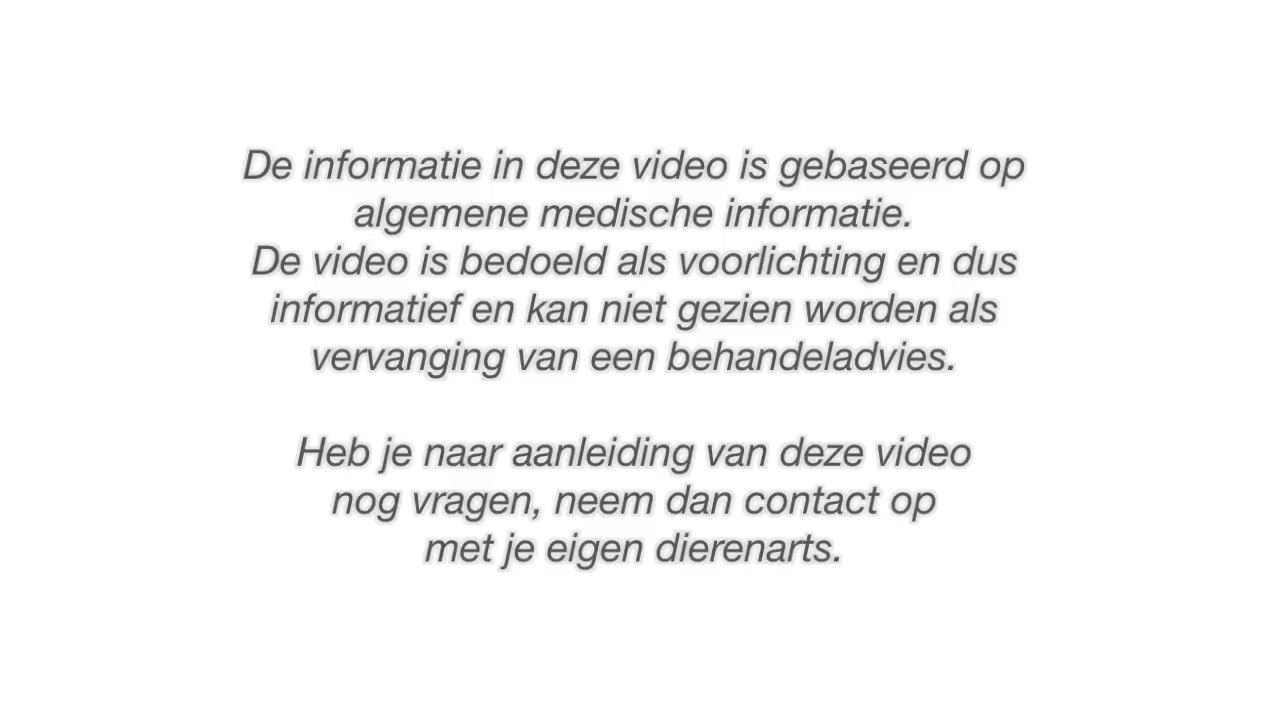 De informatie in deze video is gebaseerd op
algemene medische informatie.
De video is bedoeld als voorlichting en dus
informatief en kan niet gezien worden als
vervanging van een behandeladvies.
Heb je naar aanleiding van deze video
nog vragen, neem dan contact op
met je eigen dierenarts.